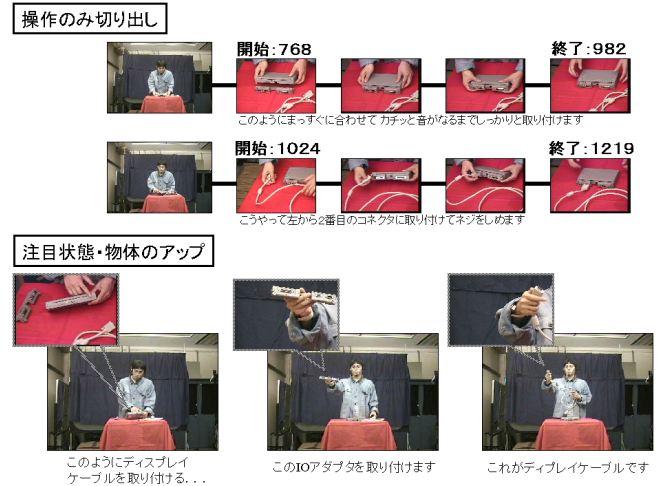 操作のみ切り出し
開始:768
終了:982
このようにまっすぐに合わせて カチッと音がなるまでしっかりと取り付けます
開始:1024
終了:1219
こうやって左から2番目のコネクタに取り付けてネジをしめます
注目状態・物体のアップ
このようにディスプレイ
ケーブルを取り付ける...
このIOアダプタを取り付けます
これがディプレイケーブルです